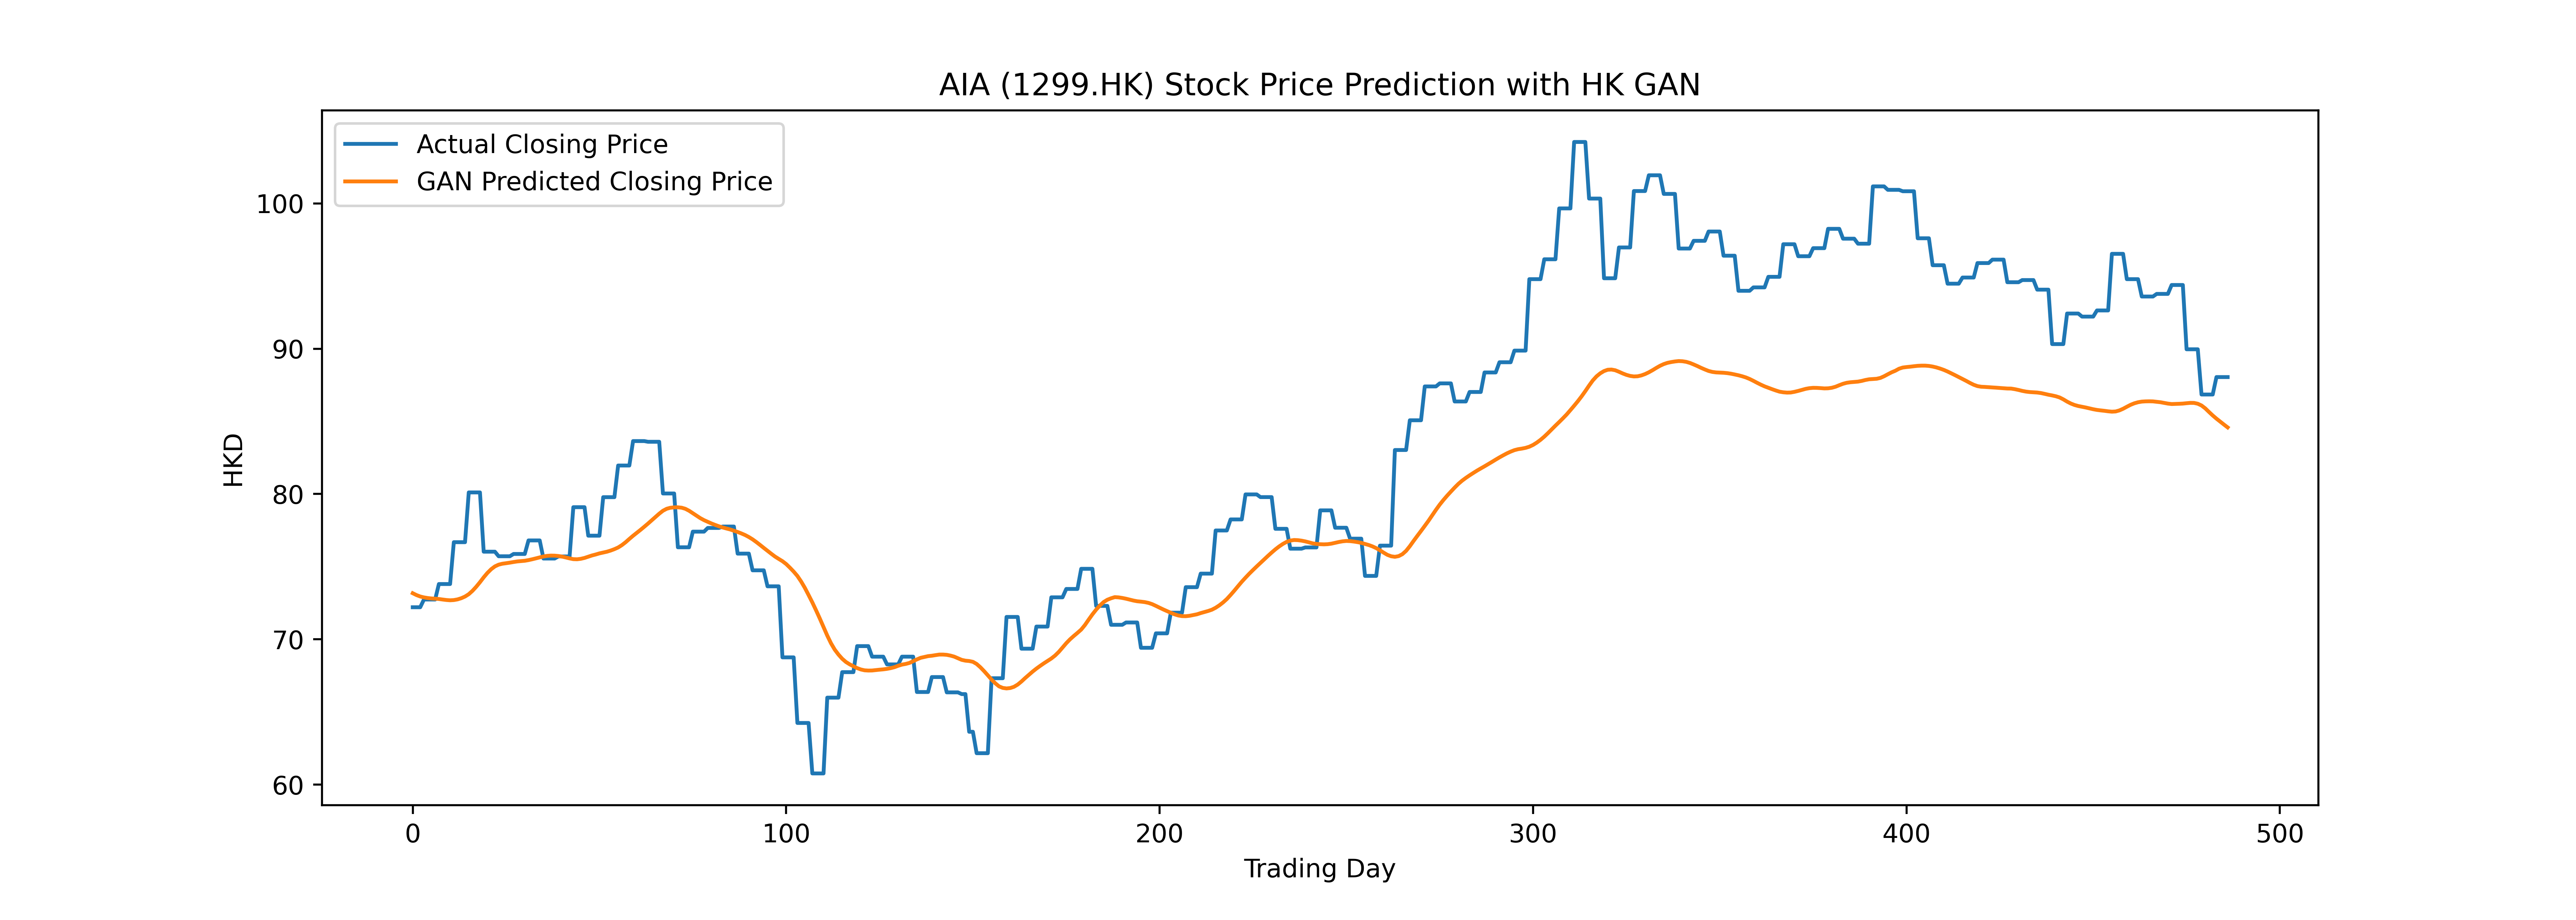 AIA (1299.HK) Stock Price Prediction with HK GAN
Actual Closing Price
GAN Predicted Closing Price
100
90
80
70
60
HKD
0 100 200 300 400 500
Trading Day